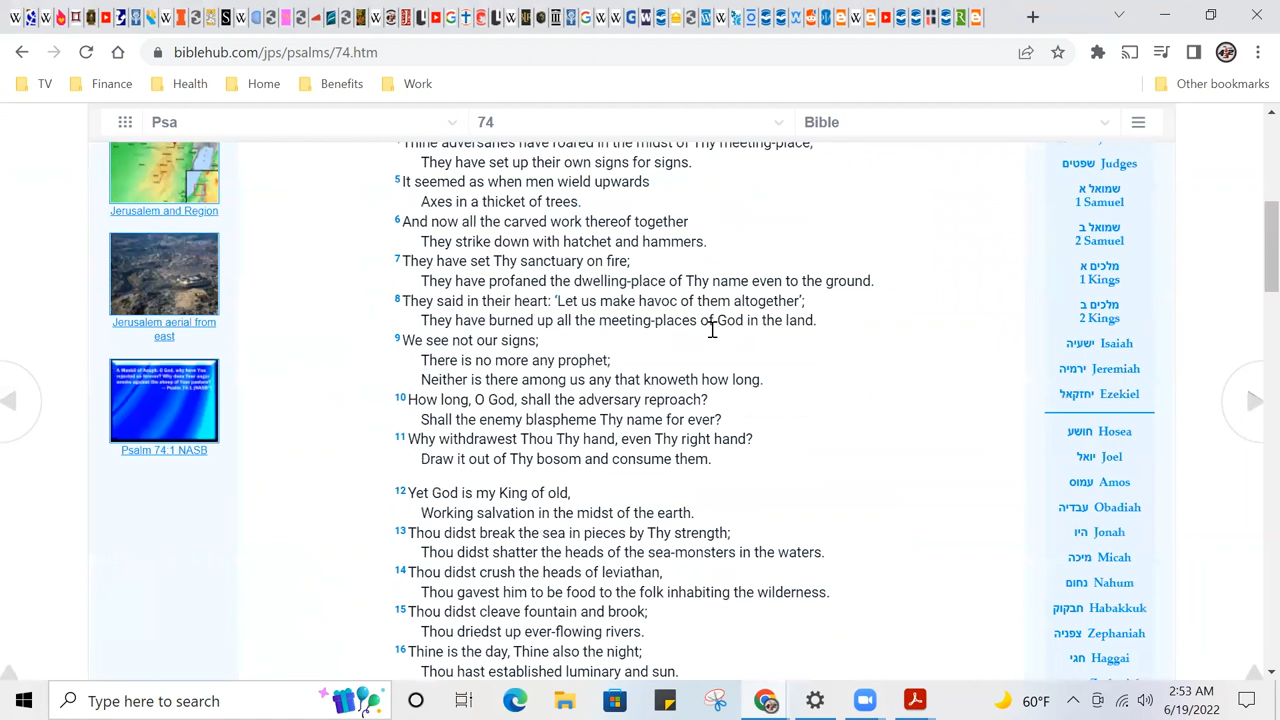 biblehub.com/jps/psalms/74.htm
TV Finance Health Home Benefits Work Other bookmarks
Psa 74 Bible
4 Thine adversaries have roared in the midst of Thy meeting-place;
They have set up their own signs for signs.
5 It seemed as when men wield upwards
Axes in a thicket of trees.
6 And now all the carved work thereof together
They strike down with hatchet and hammers.
7 They have set Thy sanctuary on fire;
They have profaned the dwelling-place of Thy name even to the ground.
8 They said in their heart: ‘Let us make havoc of them altogether’;
They have burned up all the meeting-places of God in the land.
9 We see not our signs;
There is no more any prophet;
Neither is there among us any that knoweth how long.
10 How long, O God, shall the adversary reproach?
Shall the enemy blaspheme Thy name for ever?
11 Why withdrawest Thou Thy hand, even Thy right hand?
Draw it out of Thy bosom and consume them.
12 Yet God is my King of old,
Working salvation in the midst of the earth.
13 Thou didst break the sea in pieces by Thy strength;
Thou didst shatter the heads of the sea-monsters in the waters.
14 Thou didst crush the heads of leviathan,
Thou gavest him to be food to the folk inhabiting the wilderness.
15 Thou didst cleave fountain and brook;
Thou driedst up ever-flowing rivers.
16 Thine is the day, Thine also the night;
Thou hast established luminary and sun.
Jerusalem and Region
Jerusalem aerial from
east
Psalm 74:1 NASB
שפטים Judges
שמואל א
1 Samuel
שמואל ב
2 Samuel
מלכים א
1 Kings
מלכים ב
2 Kings
ישעיה Isaiah
ירמיה Jeremiah
יחזקאל Ezekiel
הושע Hosea
יואל Joel
עמוס Amos
עבדיה Obadiah
היו Jonah
מיכה Micah
נחום Nahum
חבקוק Habakkuk
צפניה Zephaniah
חגי Haggai
Type here to search
60°F
2:53 AM
6/19/2022